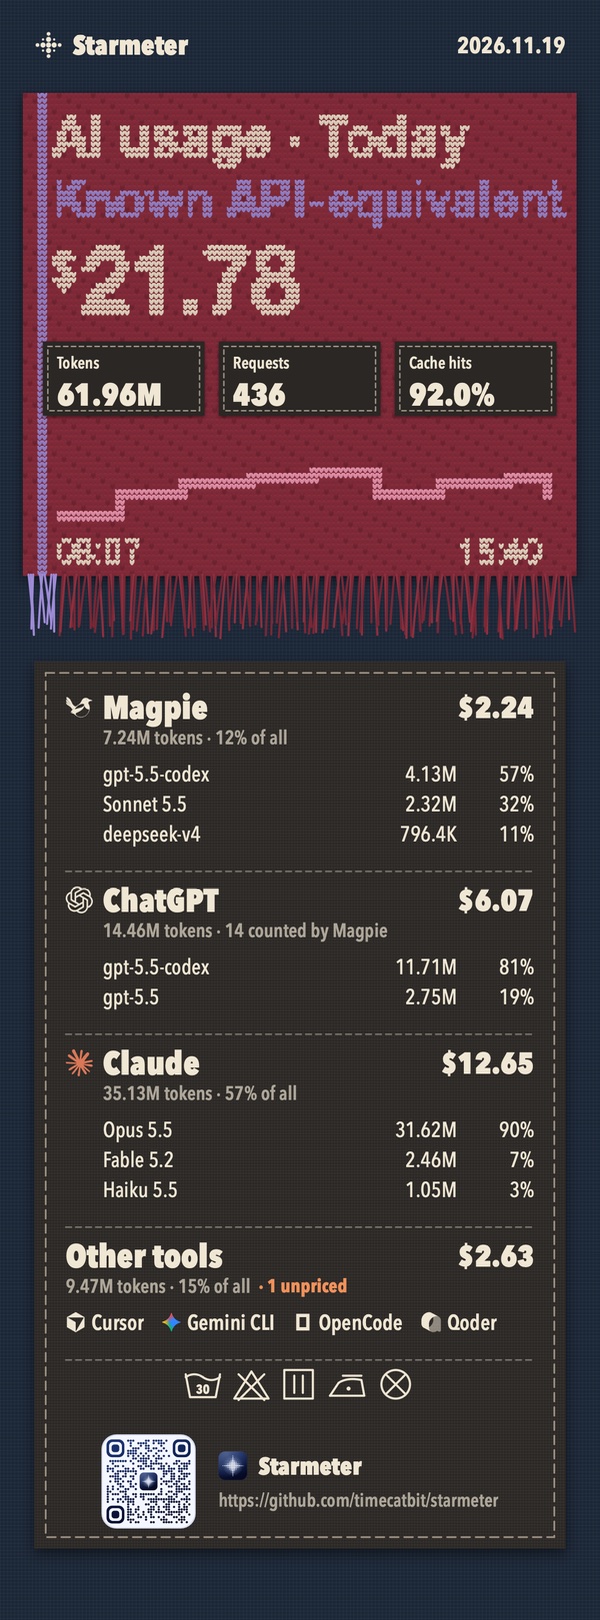 Starmeter 2026.11.19
AI usage · Today
Known API-equivalent
$21.78
Tokens Requests Cache hits
61.96M 436 92.0%
08:07 15:40
Magpie $2.24
7.24M tokens · 12% of all
gpt-5.5-codex 4.13M 57%
Sonnet 5.5 2.32M 32%
deepseek-v4 796.4K 11%
ChatGPT $6.07
14.46M tokens · 14 counted by Magpie
gpt-5.5-codex 11.71M 81%
gpt-5.5 2.75M 19%
Claude $12.65
35.13M tokens · 57% of all
Opus 5.5 31.62M 90%
Fable 5.2 2.46M 7%
Haiku 5.5 1.05M 3%
Other tools $2.63
9.47M tokens · 15% of all · 1 unpriced
Cursor Gemini CLI OpenCode Qoder
30
Starmeter
https://github.com/timecatbit/starmeter